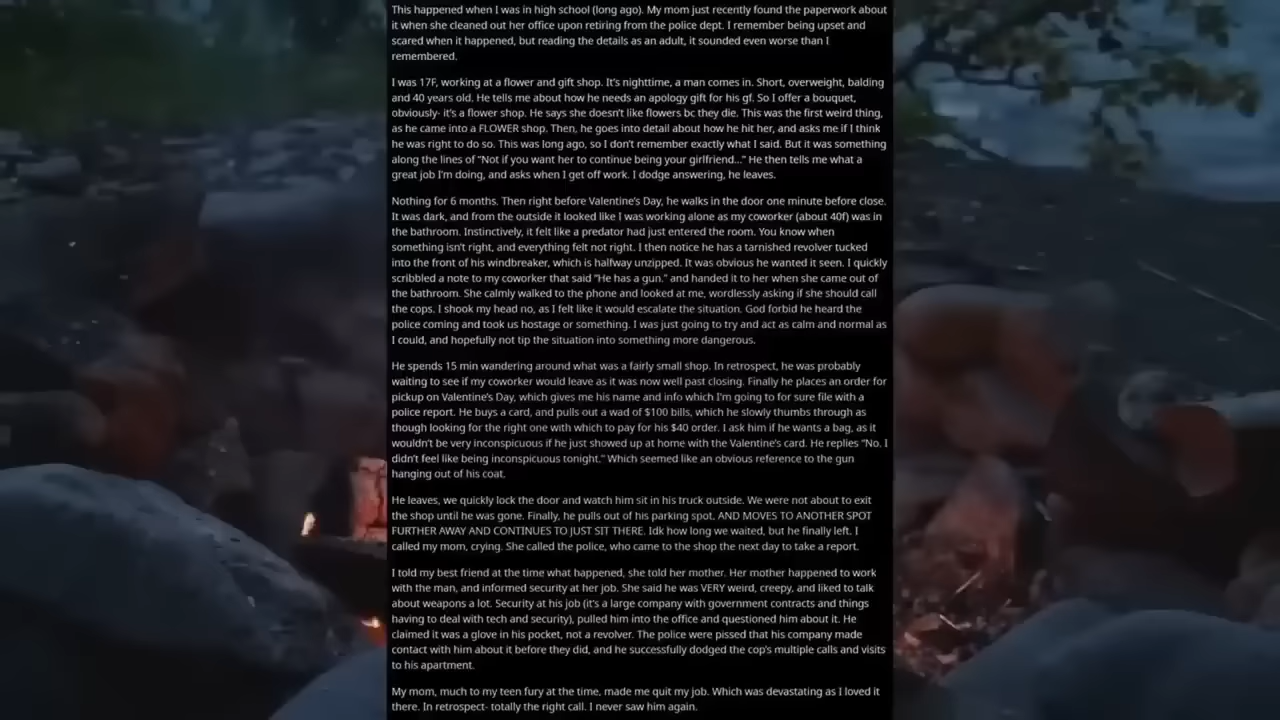 This happened when I was in high school (long ago). My mom just recently found the paperwork about
it when she cleaned out her office upon retiring from the police dept. I remember being upset and
scared when it happened, but reading the details as an adult, it sounded even worse than I
remembered.
I was 17F, working at a flower and gift shop. It's nighttime, a man comes in. Short, overweight, balding
and 40 years old. He tells me about how he needs an apology gift for his gf. So I offer a bouquet,
obviously- it's a flower shop. He says she doesn't like flowers bc they die. This was the first weird thing,
as he came into a FLOWER shop. Then, he goes into detail about how he hit her, and asks me if I think
he was right to do so. This was long ago, so I don't remember exactly what I said. But it was something
along the lines of "Not if you want her to continue being your girlfriend..." He then tells me what a
great job I'm doing, and asks when I get off work. I dodge answering, he leaves.
Nothing for 6 months. Then right before Valentine's Day, he walks in the door one minute before close.
It was dark, and from the outside it looked like I was working alone as my coworker (about 40f) was in
the bathroom. Instinctively, it felt like a predator had just entered the room. You know when
something isn't right, and everything felt not right. I then notice he has a tarnished revolver tucked
into the front of his windbreaker, which is halfway unzipped. It was obvious he wanted it seen. I quickly
scribbled a note to my coworker that said "He has a gun." and handed it to her when she came out of
the bathroom. She calmly walked to the phone and looked at me, wordlessly asking if she should call
the cops. I shook my head no, as I felt like it would escalate the situation. God forbid he heard the
police coming and took us hostage or something. I was just going to try and act as calm and normal as
I could, and hopefully not tip the situation into something more dangerous.
He spends 15 min wandering around what was a fairly small shop. In retrospect, he was probably
waiting to see if my coworker would leave as it was now well past closing. Finally he places an order for
pickup on Valentine's Day, which gives me his name and info which I'm going to for sure file with a
police report. He buys a card, and pulls out a wad of $100 bills, which he slowly thumbs through as
though looking for the right one with which to pay for his $40 order. I ask him if he wants a bag, as it
wouldn't be very inconspicuous if he just showed up at home with the Valentine's card. He replies "No. I
didn't feel like being inconspicuous tonight." Which seemed like an obvious reference to the gun
hanging out of his coat.
He leaves, we quickly lock the door and watch him sit in his truck outside. We were not about to exit
the shop until he was gone. Finally, he pulls out of his parking spot, AND MOVES TO ANOTHER SPOT
FURTHER AWAY AND CONTINUES TO JUST SIT THERE. Idk how long we waited, but he finally left. I
called my mom, crying. She called the police, who came to the shop the next day to take a report.
I told my best friend at the time what happened, she told her mother. Her mother happened to work
with the man, and informed security at her job. She said he was VERY weird, creepy, and liked to talk
about weapons a lot. Security at his job (it's a large company with government contracts and things
having to deal with tech and security), pulled him into the office and questioned him about it. He
claimed it was a glove in his pocket, not a revolver. The police were pissed that his company made
contact with him about it before they did, and he successfully dodged the cop's multiple calls and visits
to his apartment.
My mom, much to my teen fury at the time, made me quit my job. Which was devastating as I loved it
there. In retrospect- totally the right call. I never saw him again.